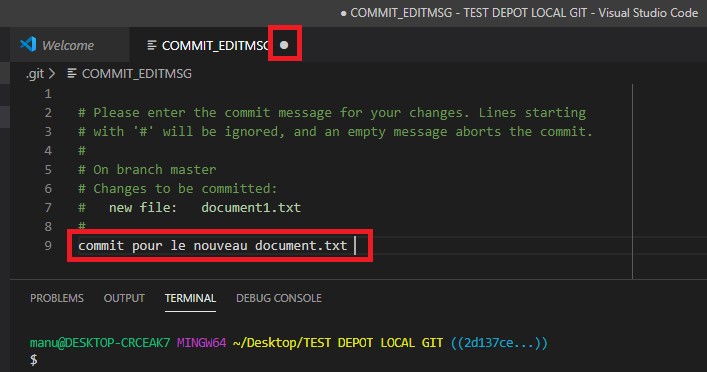 ● COMMIT_EDITMSG - TEST DEPOT LOCAL GIT - Visual Studio Code
Welcome
COMMIT_EDITMSG ●
.git > COMMIT_EDITMSG
1
2 # Please enter the commit message for your changes. Lines starting
3 # with '#' will be ignored, and an empty message aborts the commit.
4 #
5 # On branch master
6 # Changes to be committed:
7 #   new file:   document1.txt
8 #
9 commit pour le nouveau document.txt
PROBLEMS OUTPUT TERMINAL DEBUG CONSOLE
manu@DESKTOP-CRCEAK7 MINGW64 ~/Desktop/TEST DEPOT LOCAL GIT ((2d137ce...))
$